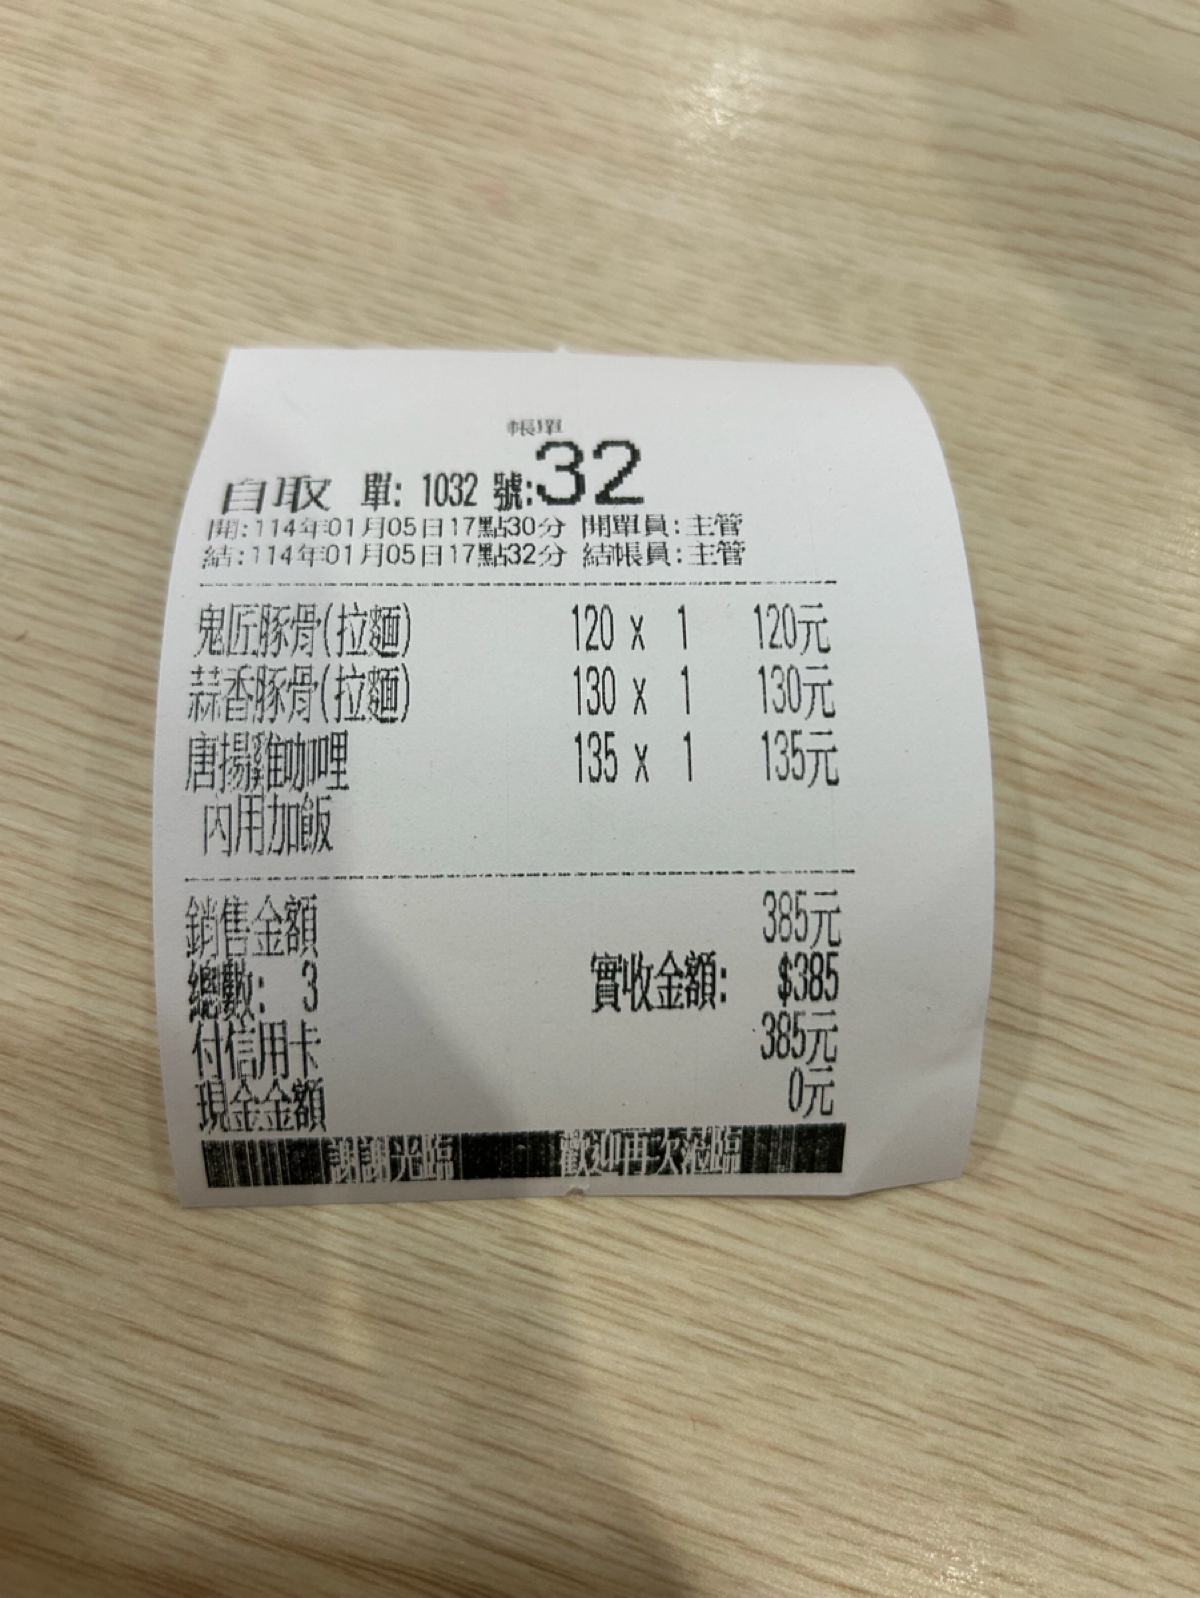 帳單
自取 單: 1032 號:32
開:114年01月05日17點30分 開單員:主管
結:114年01月05日17點32分 結帳員:主管
鬼匠豚骨(拉麵) 120 x 1 120元
蒜香豚骨(拉麵) 130 x 1 130元
唐揚雞咖哩 135 x 1 135元
內用加飯
銷售金額 385元
總數: 3 實收金額: $385
付信用卡 385元
現金金額 0元
謝謝光臨 歡迎再次蒞臨